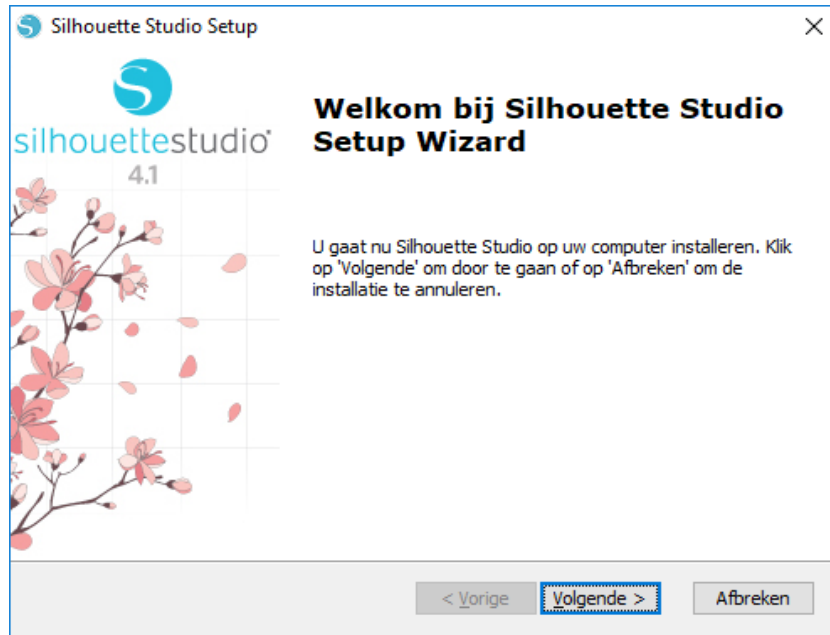 Silhouette Studio Setup
silhouettestudio®
4.1
Welkom bij Silhouette Studio
Setup Wizard
U gaat nu Silhouette Studio op uw computer installeren. Klik
op 'Volgende' om door te gaan of op 'Afbreken' om de
installatie te annuleren.
< Vorige
Volgende >
Afbreken